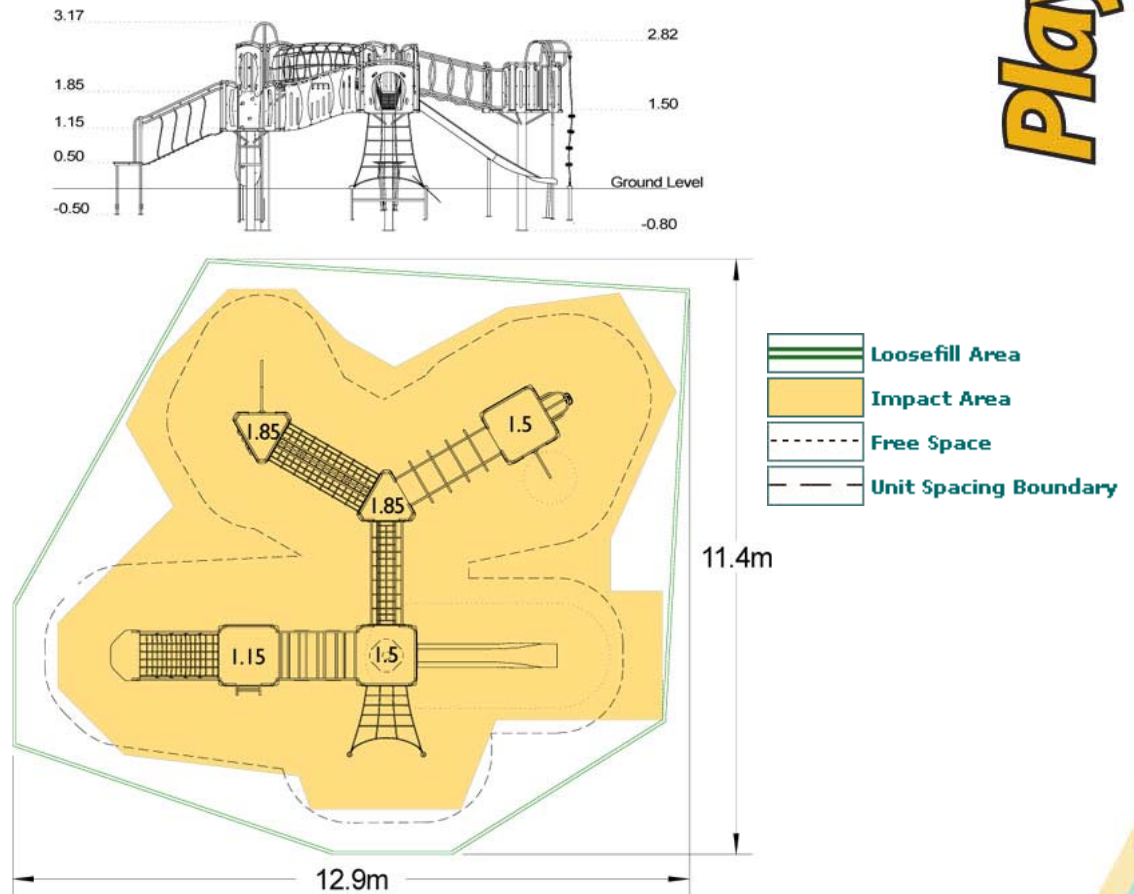 3.17
2.82
1.85
1.50
1.15
0.50
Ground Level
-0.50
-0.80
Play
1.85
1.5
1.85
1.15
1.5
11.4m
12.9m
Loosefill Area
Impact Area
Free Space
Unit Spacing Boundary